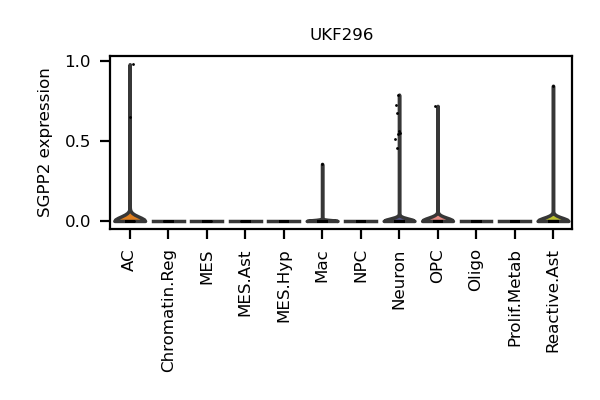 UKF296
SGPP2 expression
1.0
0.5
0.0
AC
Chromatin.Reg
MES
MES.Ast
MES.Hyp
Mac
NPC
Neuron
OPC
Oligo
Prolif.Metab
Reactive.Ast